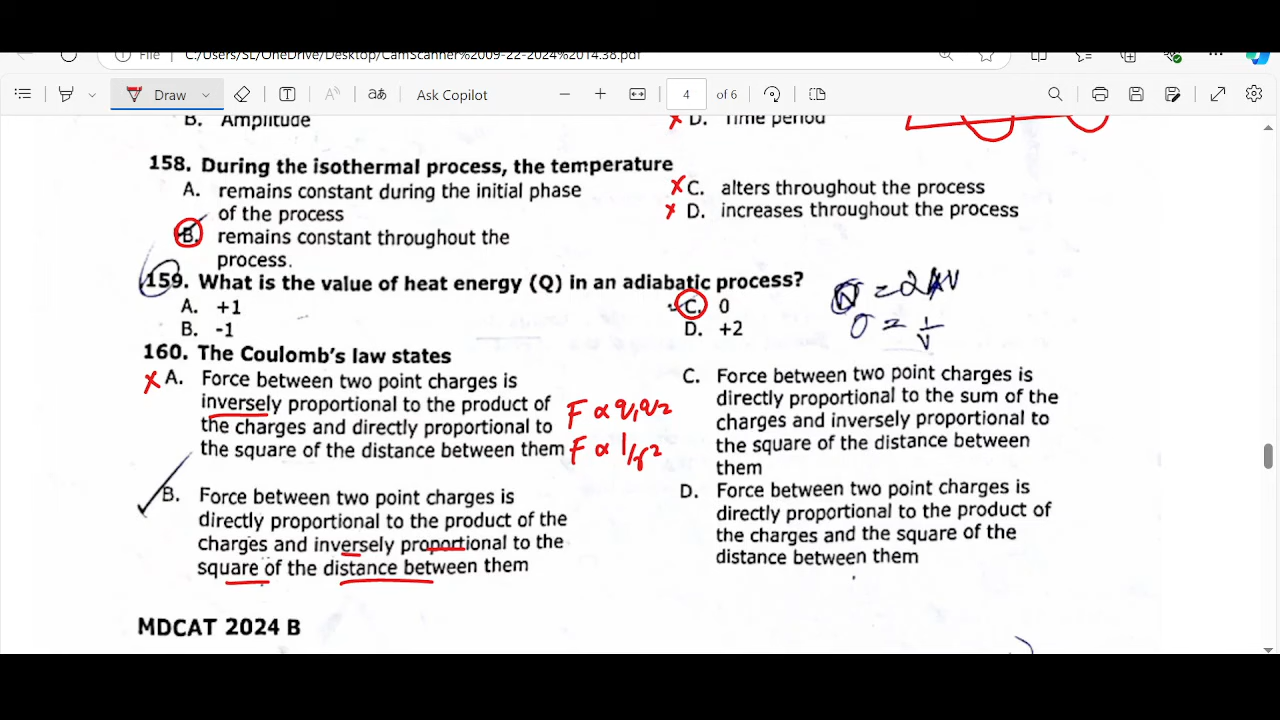 File C:/Users/SL/OneDrive/Desktop/CamScanner%2009-22-2024%2014.38.pdf
Draw aあ Ask Copilot 4 of 6
B. Amplitude
X D. Time period
158. During the isothermal process, the temperature
A. remains constant during the initial phase
of the process
B. remains constant throughout the
process.
X C. alters throughout the process
X D. increases throughout the process
159. What is the value of heat energy (Q) in an adiabatic process?
A. +1
B. -1
C. 0
D. +2
160. The Coulomb's law states
X A. Force between two point charges is
inversely proportional to the product of
the charges and directly proportional to
the square of the distance between them
F ∝ q1q2
F ∝ 1/r2
B. Force between two point charges is
directly proportional to the product of the
charges and inversely proportional to the
square of the distance between them
C. Force between two point charges is
directly proportional to the sum of the
charges and inversely proportional to
the square of the distance between
them
D. Force between two point charges is
directly proportional to the product of
the charges and the square of the
distance between them
MDCAT 2024 B